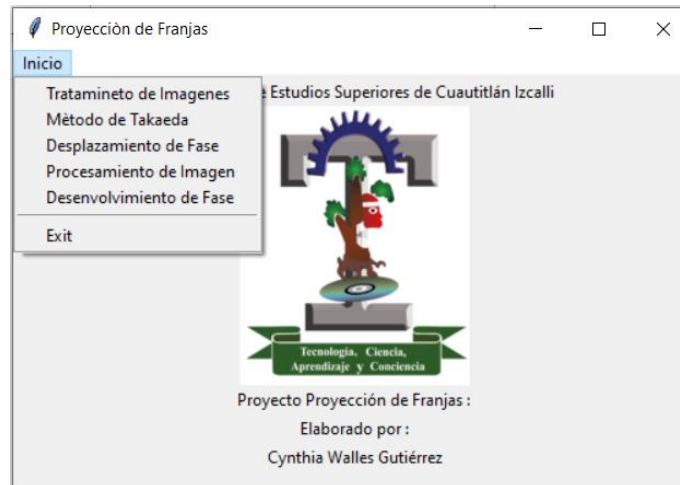 Proyecciòn de Franjas
Inicio
Tratamineto de Imagenes
Mètodo de Takaeda
Desplazamiento de Fase
Procesamiento de Imagen
Desenvolvimiento de Fase
Exit
Estudios Superiores de Cuautitlán Izcalli
Tecnología, Ciencia,
Aprendizaje y Conciencia
Proyecto Proyección de Franjas :
Elaborado por :
Cynthia Walles Gutiérrez